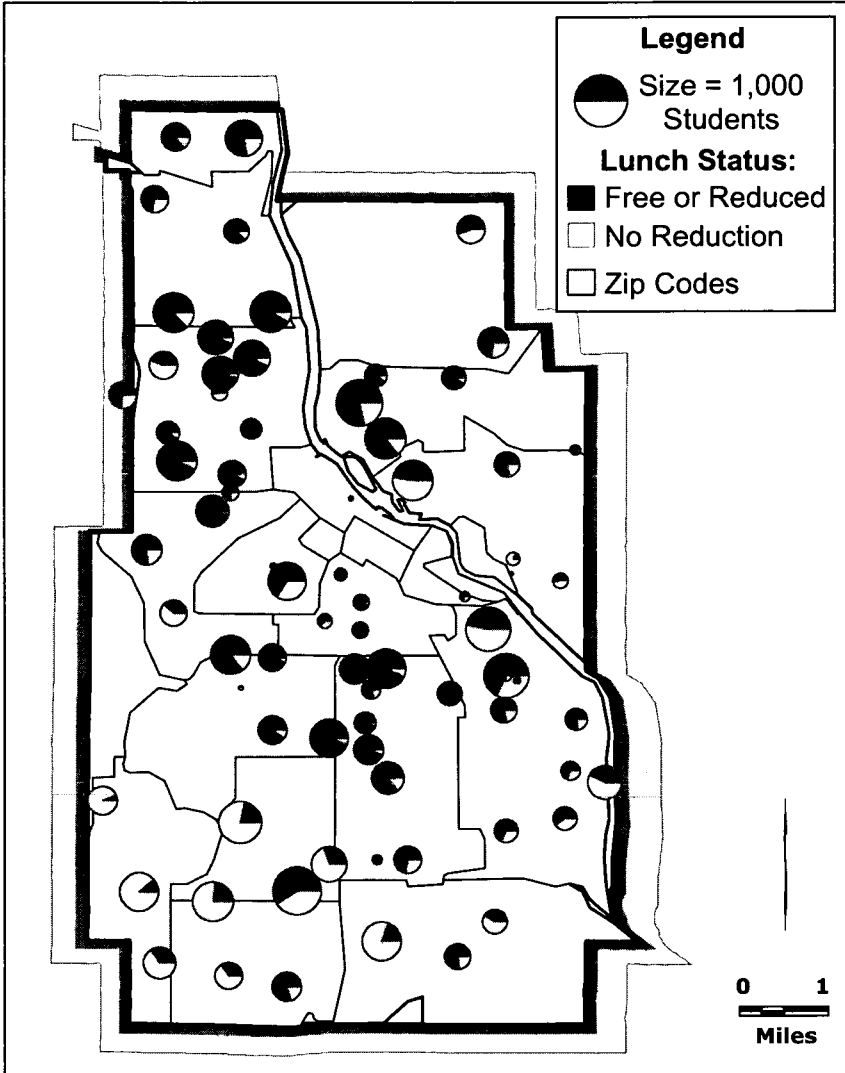 Legend
Size = 1,000
Students
Lunch Status:
Free or Reduced
No Reduction
Zip Codes
0 1
Miles